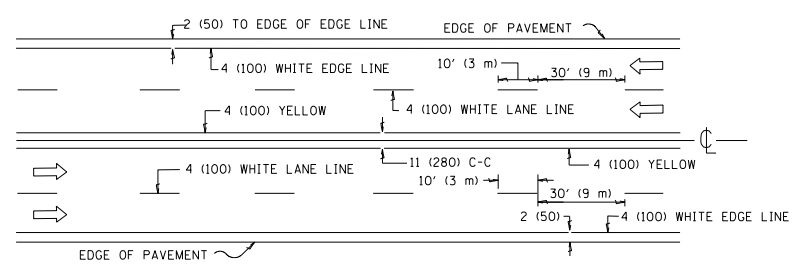 2 (50) TO EDGE OF EDGE LINE
EDGE OF PAVEMENT
4 (100) WHITE EDGE LINE
10' (3 m)
30' (9 m)
4 (100) YELLOW
4 (100) WHITE LANE LINE
℄
11 (280) C-C
4 (100) YELLOW
4 (100) WHITE LANE LINE
10' (3 m)
30' (9 m)
2 (50)
4 (100) WHITE EDGE LINE
EDGE OF PAVEMENT